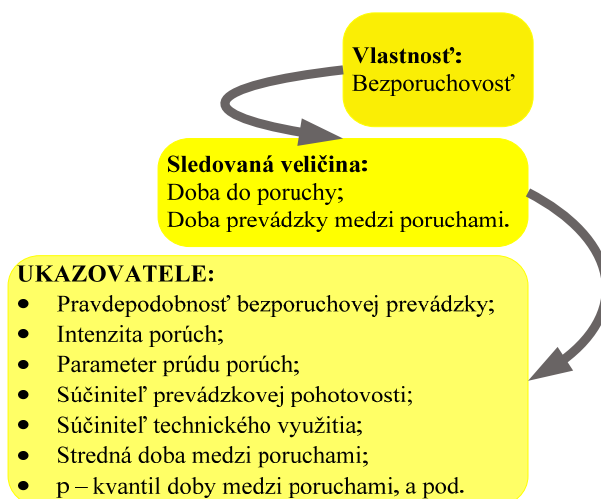 Vlastnosť:
Bezporuchovosť
Sledovaná veličina:
Doba do poruchy;
Doba prevádzky medzi poruchami.
UKAZOVATELE:
• Pravdepodobnosť bezporuchovej prevádzky;
• Intenzita porúch;
• Parameter prúdu porúch;
• Súčiniteľ prevádzkovej pohotovosti;
• Súčiniteľ technického využitia;
• Stredná doba medzi poruchami;
• p – kvantil doby medzi poruchami, a pod.